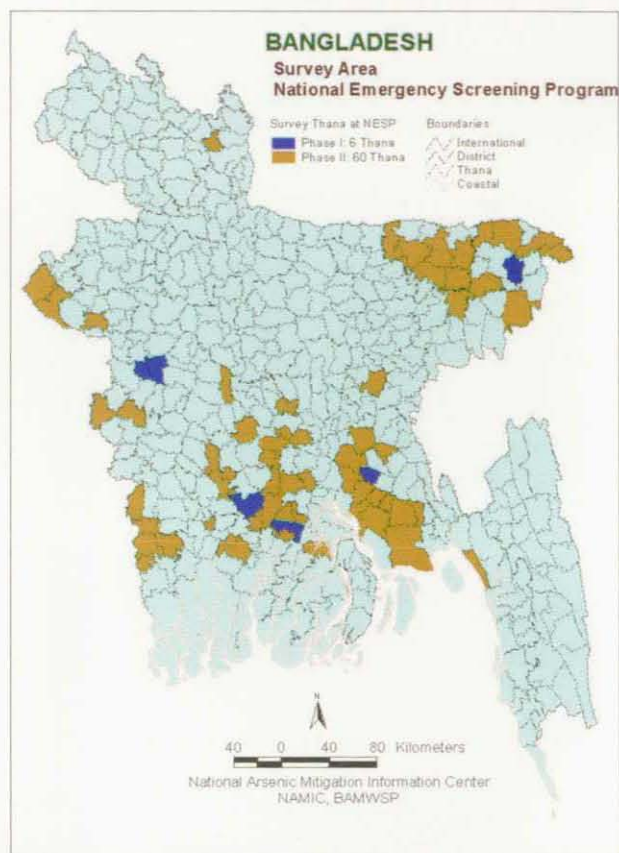 BANGLADESH
Survey Area
National Emergency Screening Program
Survey Thana at NESP
Phase I: 6 Thana
Phase II: 60 Thana
Boundaries
International
District
Thana
Coastal
N
40 0 40 80 Kilometers
National Arsenic Mitigation Information Center
NAMIC, BAMWSP